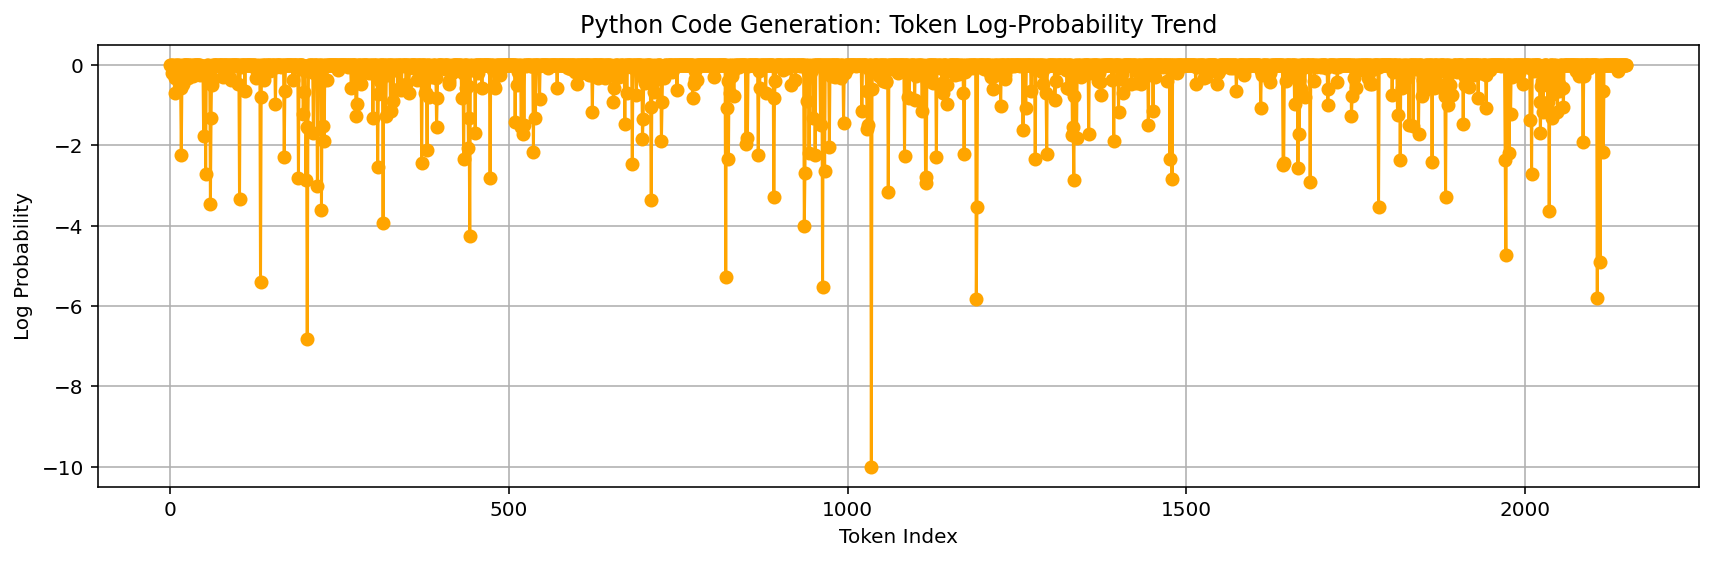 Python Code Generation: Token Log-Probability Trend
Log Probability
0
−2
−4
−6
−8
−10
0 500 1000 1500 2000
Token Index